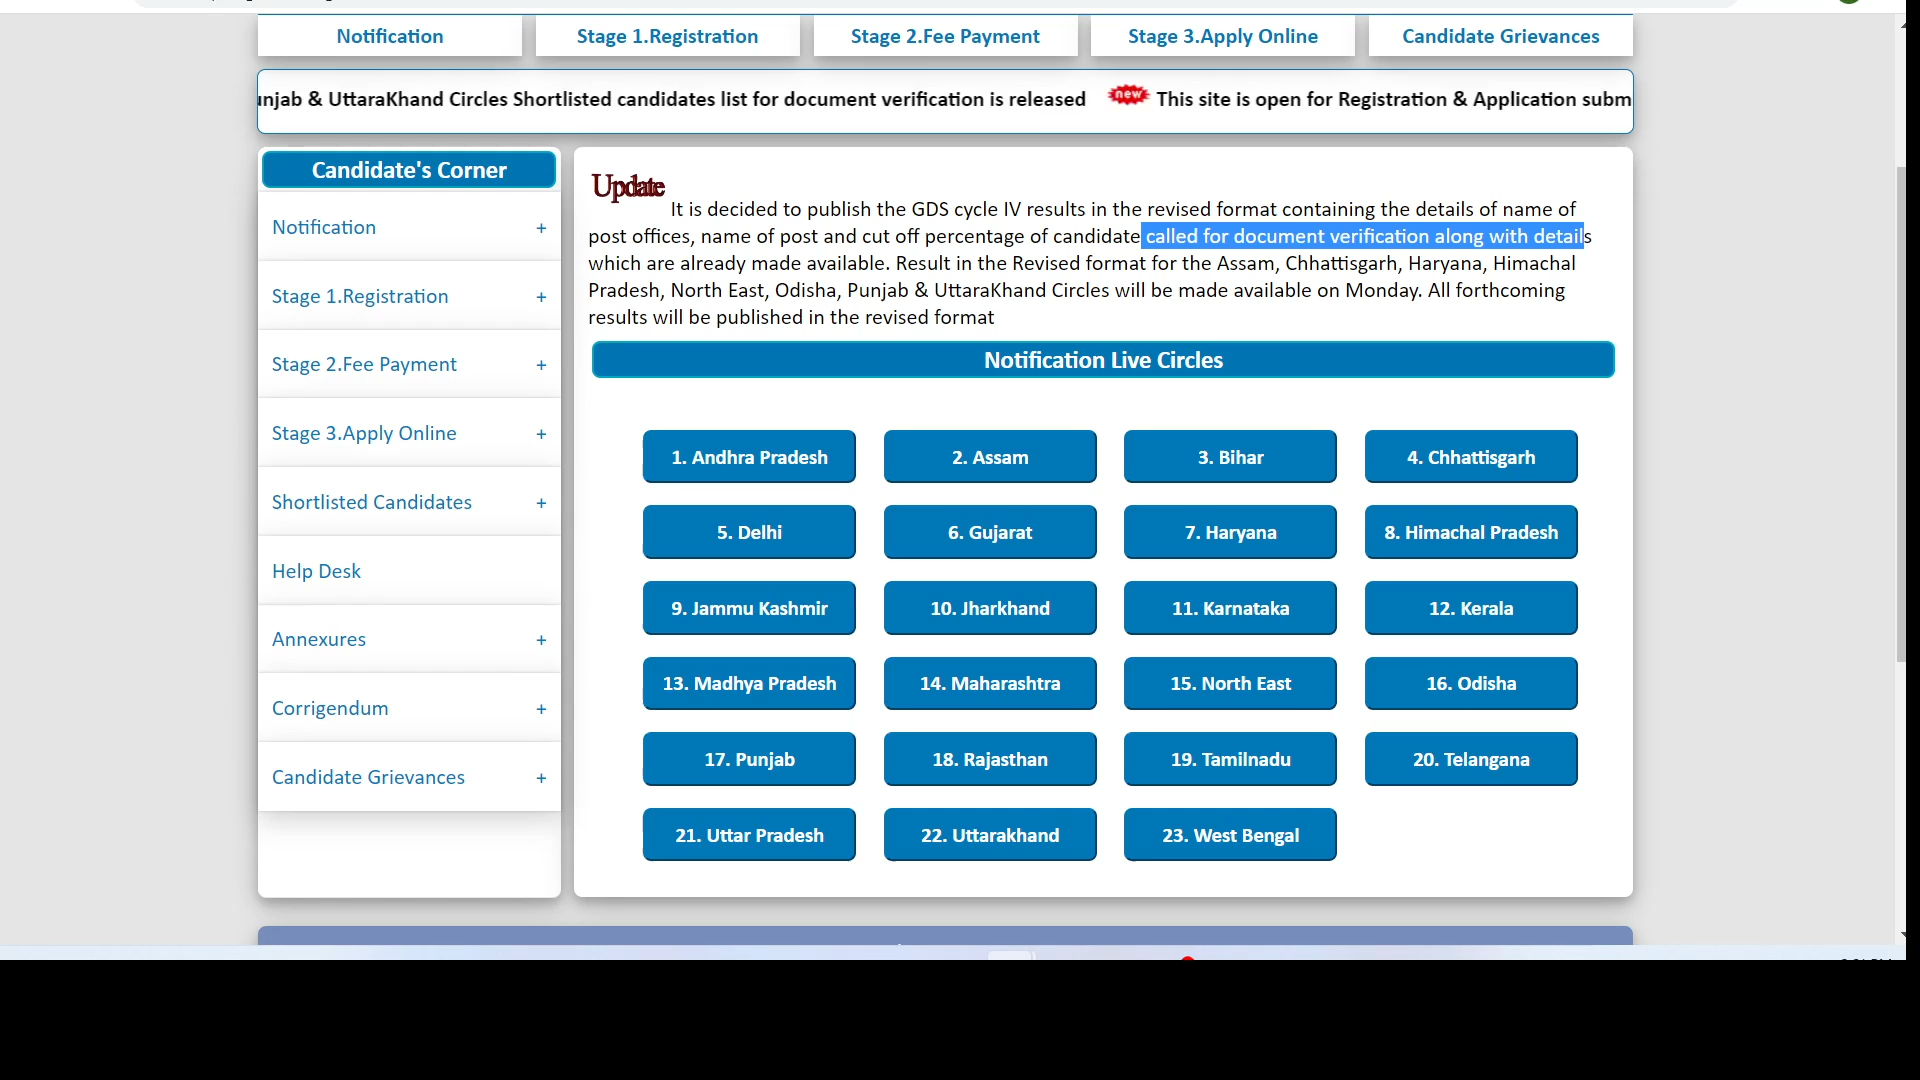 Notification
Stage 1.Registration
Stage 2.Fee Payment
Stage 3.Apply Online
Candidate Grievances
& UttaraKhand Circles Shortlisted candidates list for document verification is released
new
This site is open for Registration & Application
Candidate's Corner
Notification +
Stage 1.Registration +
Stage 2.Fee Payment +
Stage 3.Apply Online +
Shortlisted Candidates +
Help Desk
Annexures +
Corrigendum +
Candidate Grievances +
Update
It is decided to publish the GDS cycle IV results in the revised format containing the details of name of
post offices, name of post and cut off percentage of candidate called for document verification along with details
which are already made available. Result in the Revised format for the Assam, Chhattisgarh, Haryana, Himachal
Pradesh, North East, Odisha, Punjab & UttaraKhand Circles will be made available on Monday. All forthcoming
results will be published in the revised format
Notification Live Circles
1. Andhra Pradesh
2. Assam
3. Bihar
4. Chhattisgarh
5. Delhi
6. Gujarat
7. Haryana
8. Himachal Pradesh
9. Jammu Kashmir
10. Jharkhand
11. Karnataka
12. Kerala
13. Madhya Pradesh
14. Maharashtra
15. North East
16. Odisha
17. Punjab
18. Rajasthan
19. Tamilnadu
20. Telangana
21. Uttar Pradesh
22. Uttarakhand
23. West Bengal